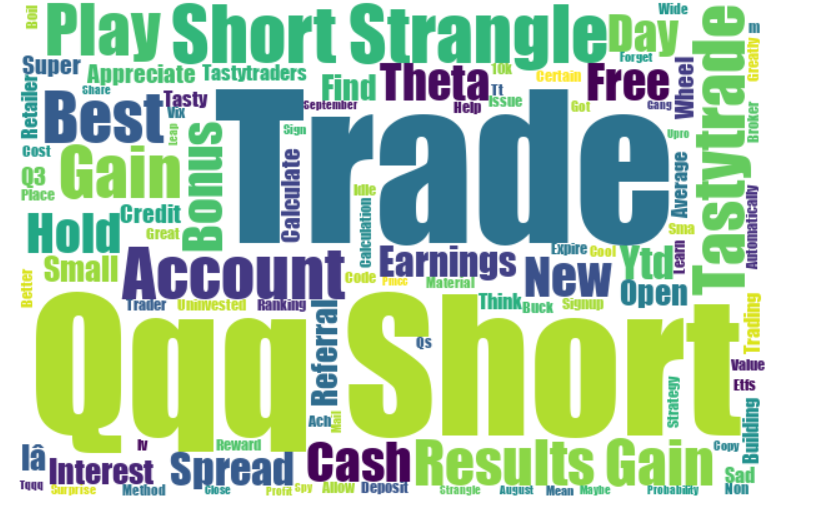 Boil
Play
Short Strangle
Day
Wide
Tastytrade
m
Greatly
Super
Appreciate
Tastytraders
Forget
Retailer
Share
Find
Theta
10k
Certain
Free
Wheel
Best
Tasty
September
Tt
Issue
Help
Got
Gang
Vix
Leap
Sign
Trade
Upro
Broker
Cost
Gain
Bonus
Calculate
Average
Q3
Place
Idle
Automatically
Hold
Credit
Great
Calculation
Sma
Learn
Small
Account
Earnings
Expire
Cool
Ytd
New
Open
Better
Code
Pmcc
Material
Trader
Uninvested
Ranking
Think
Buck
Signup
Trading
Qqq Short
Referral
Qs
Value
Etfs
Strategy
Building
Ach
Mail
Iâ
Iv
Reward
Cash
Results Gain
Copy
Interest
Spread
Sad
Tqqq
Surprise
Method
Close
Profit
Spy
Allow
Deposit
Strangle
August
Mean
Maybe
Probability
Non